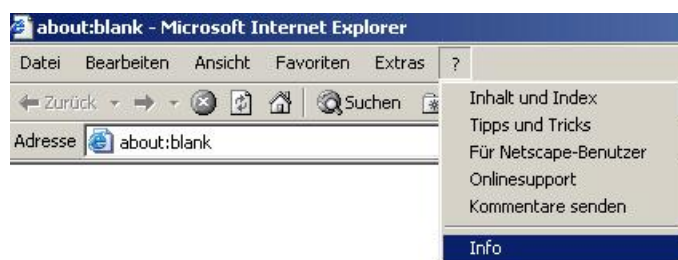 about:blank - Microsoft Internet Explorer
Datei Bearbeiten Ansicht Favoriten Extras ?
Zurück Suchen
Adresse about:blank
Inhalt und Index
Tipps und Tricks
Für Netscape-Benutzer
Onlinesupport
Kommentare senden
Info